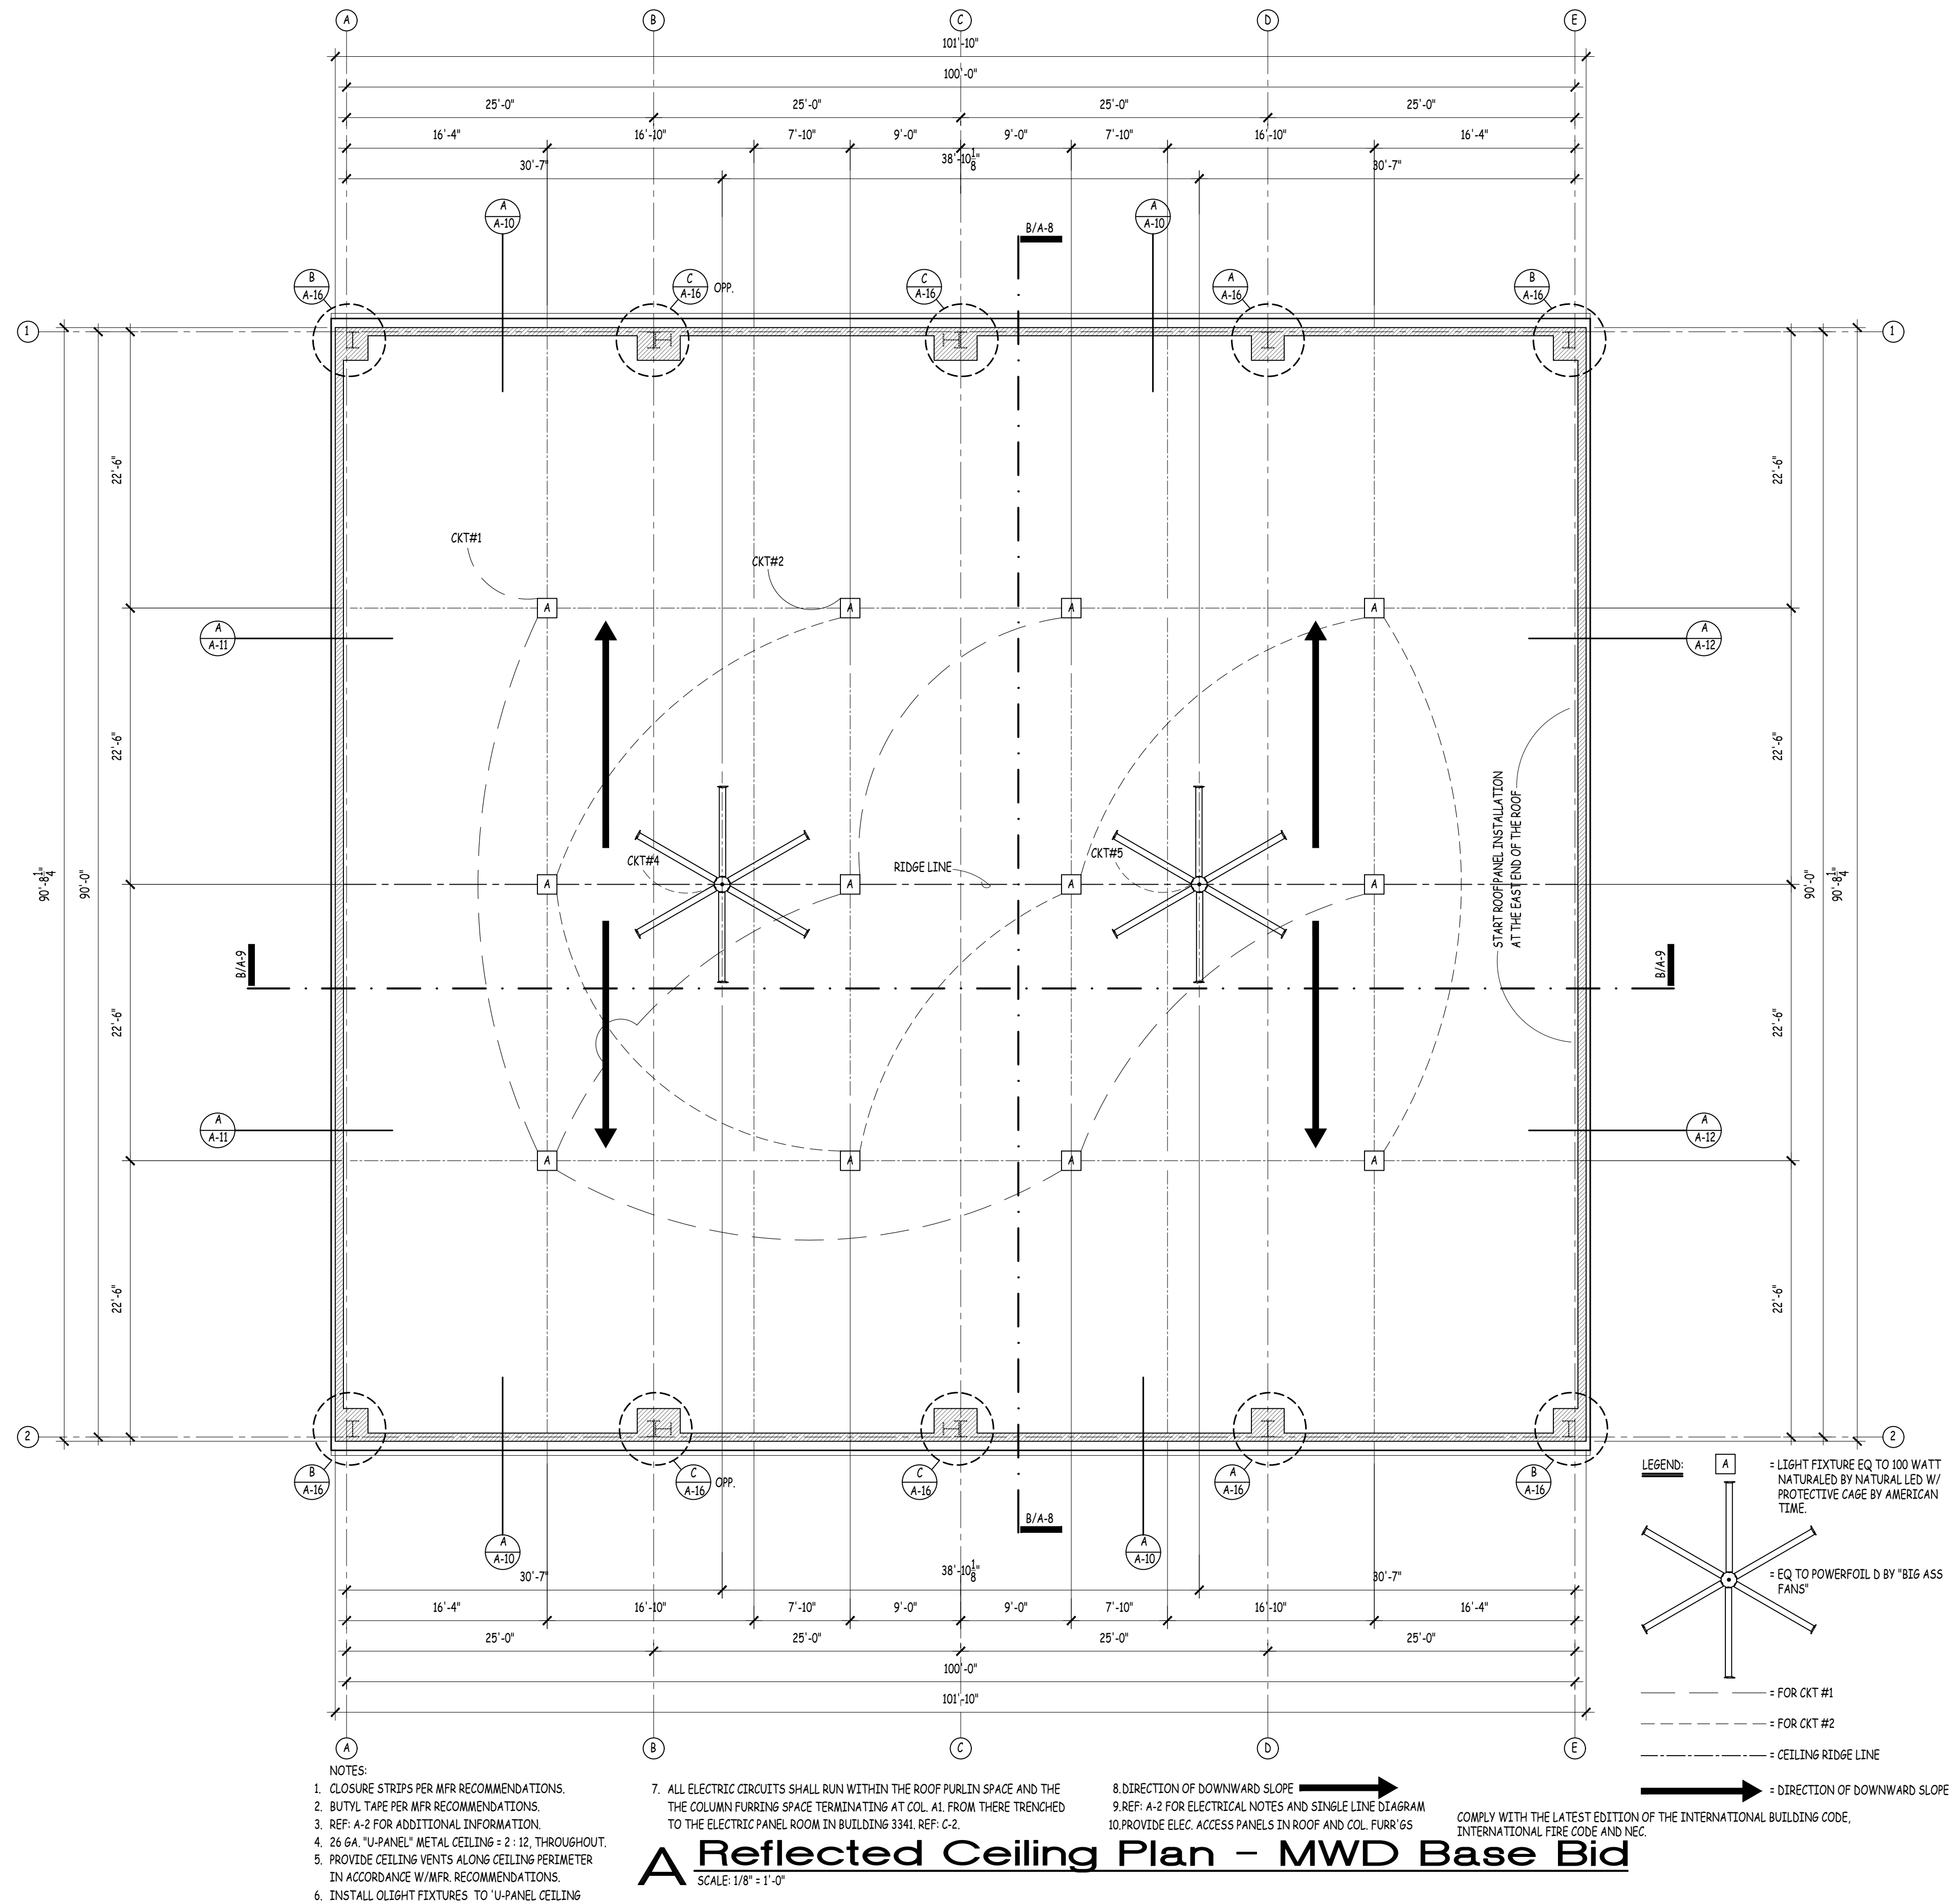 A B C D E
101'-10"
100'-0"
25'-0" 25'-0" 25'-0" 25'-0"
16'-4" 16'-10" 7'-10" 9'-0" 9'-0" 7'-10" 16'-10" 16'-4"
30'-7" 38'-10 1/8" 30'-7"
A A-10
B/A-8
A A-10
B A-16
C A-16 OPP.
C A-16
A A-16
B A-16
1
1
22'-6"
22'-6"
CKT#1
CKT#2
A A A A
A A-11
A A-12
22'-6"
22'-6"
START ROOF PANEL INSTALLATION
AT THE EAST END OF THE ROOF
90'-8 1/4"
90'-0"
CKT#4
RIDGE LINE
CKT#5
A A A A
90'-0"
90'-8 1/4"
B/A-9
B/A-9
22'-6"
22'-6"
A A-11
A A-12
A A A A
22'-6"
22'-6"
2
2
B A-16
C A-16 OPP.
C A-16
A A-16
B A-16
B/A-8
A A-10
A A-10
30'-7" 38'-10 1/8" 30'-7"
16'-4" 16'-10" 7'-10" 9'-0" 9'-0" 7'-10" 16'-10" 16'-4"
25'-0" 25'-0" 25'-0" 25'-0"
100'-0"
101'-10"
A B C D E
LEGEND:
A = LIGHT FIXTURE EQ TO 100 WATT
NATURALED BY NATURAL LED W/
PROTECTIVE CAGE BY AMERICAN
TIME.
= EQ TO POWERFOIL D BY "BIG ASS
FANS"
= FOR CKT #1
= FOR CKT #2
= CEILING RIDGE LINE
= DIRECTION OF DOWNWARD SLOPE
NOTES:
1. CLOSURE STRIPS PER MFR RECOMMENDATIONS.
2. BUTYL TAPE PER MFR RECOMMENDATIONS.
3. REF: A-2 FOR ADDITIONAL INFORMATION.
4. 26 GA. "U-PANEL" METAL CEILING = 2 : 12, THROUGHOUT.
5. PROVIDE CEILING VENTS ALONG CEILING PERIMETER
IN ACCORDANCE W/MFR. RECOMMENDATIONS.
6. INSTALL OLIGHT FIXTURES TO 'U-PANEL CEILING
7. ALL ELECTRIC CIRCUITS SHALL RUN WITHIN THE ROOF PURLIN SPACE AND THE
THE COLUMN FURRING SPACE TERMINATING AT COL. A1. FROM THERE TRENCHED
TO THE ELECTRIC PANEL ROOM IN BUILDING 3341. REF: C-2.
8.DIRECTION OF DOWNWARD SLOPE
9.REF: A-2 FOR ELECTRICAL NOTES AND SINGLE LINE DIAGRAM
10.PROVIDE ELEC. ACCESS PANELS IN ROOF AND COL. FURR'GS
COMPLY WITH THE LATEST EDITION OF THE INTERNATIONAL BUILDING CODE,
INTERNATIONAL FIRE CODE AND NEC.
A Reflected Ceiling Plan - MWD Base Bid
SCALE: 1/8" = 1'-0"